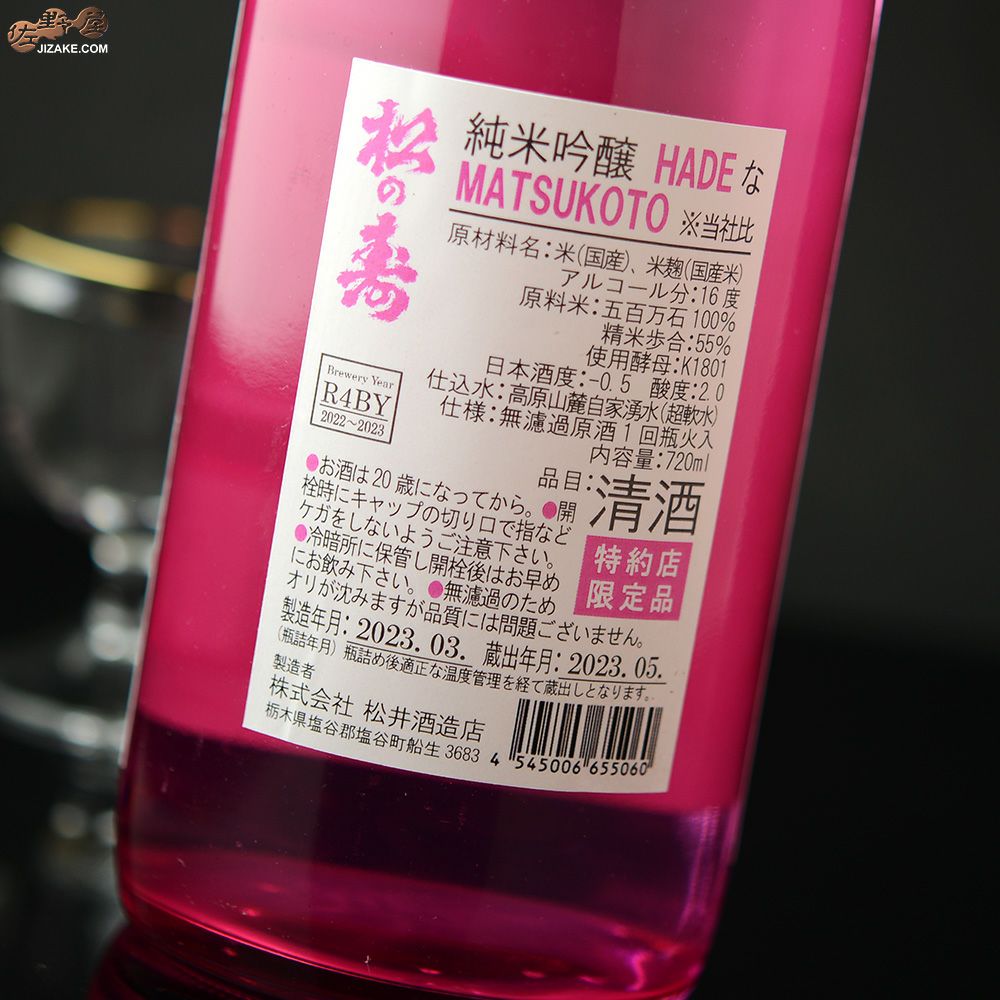 佐野屋
JIZAKE.COM
松の寿
純米吟醸 HADEな
MATSUKOTO ※当社比
原材料名:米(国産)、米麹(国産米)
アルコール分:16度
原料米:五百万石100%
精米歩合:55%
使用酵母:K1801
日本酒度:-0.5 酸度:2.0
仕込水:高原山麓自家湧水(超軟水)
仕様:無濾過原酒1回瓶火入
内容量:720ml
品目:清酒
Brewery Year
R4BY
2022~2023
特約店
限定品
●お酒は20歳になってから。●開
栓時にキャップの切り口で指など
ケガをしないようご注意下さい。
●冷暗所に保管し開栓後はお早め
にお飲み下さい。●無濾過のため
オリが沈みますが品質には問題ございません。
製造年月:2023.03. 蔵出年月:2023.05.
(瓶詰年月) 瓶詰め後適正な温度管理を経て蔵出しとなります。
製造者
株式会社 松井酒造店
栃木県塩谷郡塩谷町船生3683
4 545006 655060